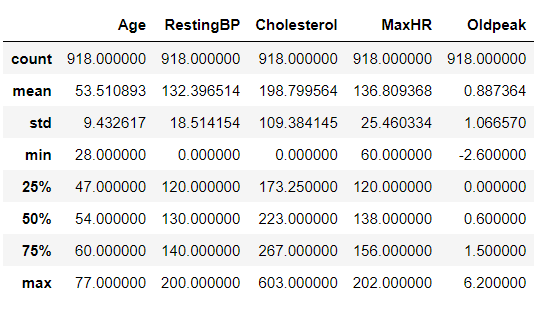 Age RestingBP Cholesterol MaxHR Oldpeak
count 918.000000 918.000000 918.000000 918.000000 918.000000
mean 53.510893 132.396514 198.799564 136.809368 0.887364
std 9.432617 18.514154 109.384145 25.460334 1.066570
min 28.000000 0.000000 0.000000 60.000000 -2.600000
25% 47.000000 120.000000 173.250000 120.000000 0.000000
50% 54.000000 130.000000 223.000000 138.000000 0.600000
75% 60.000000 140.000000 267.000000 156.000000 1.500000
max 77.000000 200.000000 603.000000 202.000000 6.200000